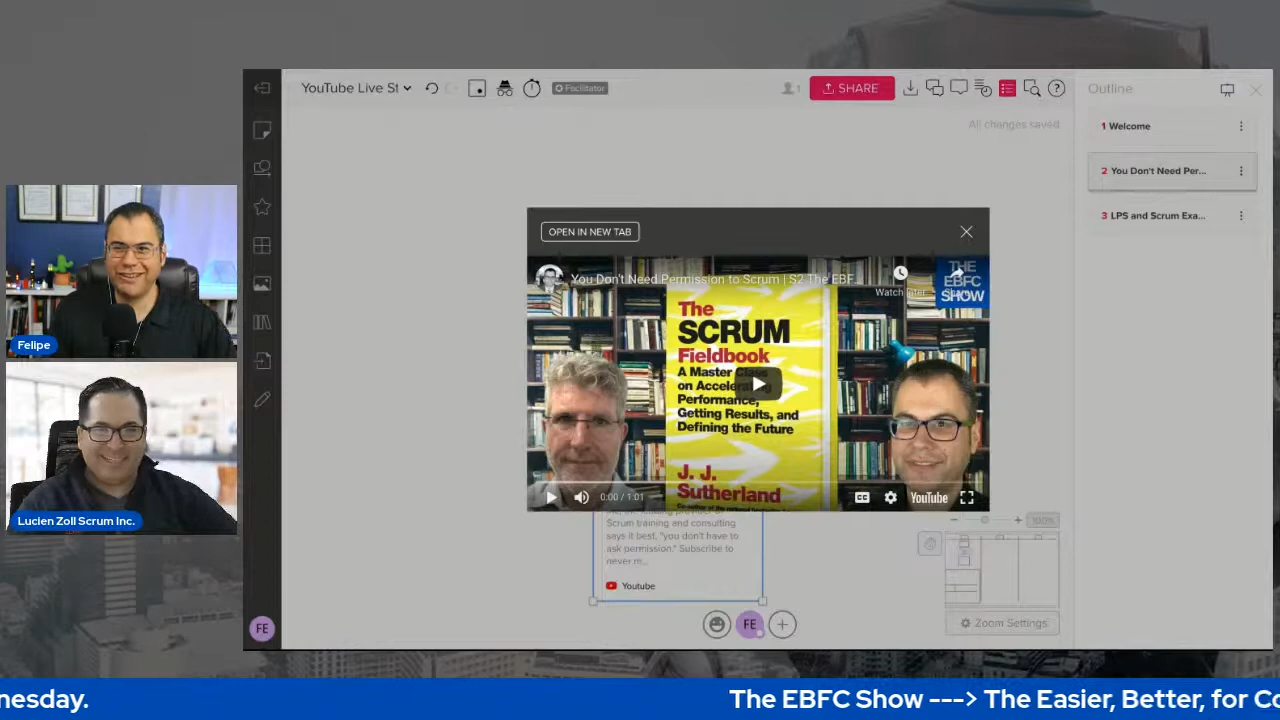 YouTube Live St
Facilitator
1
SHARE
All changes saved
Outline
1 Welcome
2 You Don't Need Per...
3 LPS and Scrum Exa...
Felipe
Lucien Zoll Scrum Inc.
OPEN IN NEW TAB
You Don't Need Permission to Scrum | S2 The EBF
Watch later
THE
EBFC
SHOW
The
SCRUM
Fieldbook
A Master Class
on Accelerating
Performance,
Getting Results, and
Defining the Future
J. J.
Sutherland
0:00 / 1:01
CC
YouTube
Scrum training and consulting
says it best, "you don't have to
ask permission." Subscribe to
never m...
Youtube
100%
Zoom Settings
FE
FE
nesday.
The EBFC Show ---> The Easier, Better, for Co